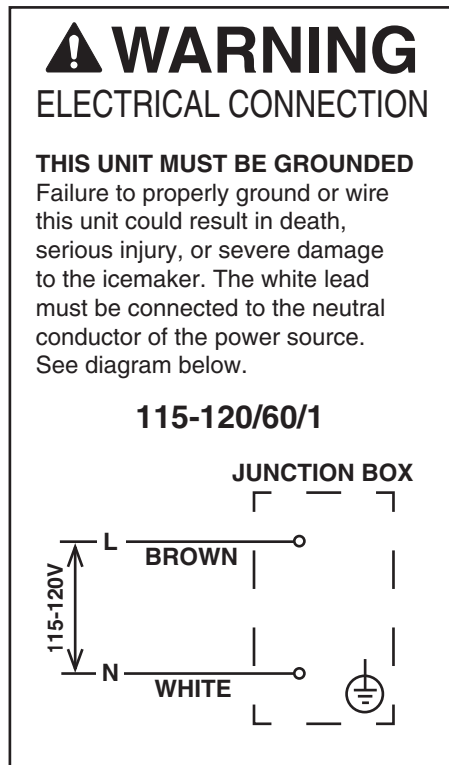 WARNING
ELECTRICAL CONNECTION
THIS UNIT MUST BE GROUNDED
Failure to properly ground or wire
this unit could result in death,
serious injury, or severe damage
to the icemaker. The white lead
must be connected to the neutral
conductor of the power source.
See diagram below.
115-120/60/1
JUNCTION BOX
L
BROWN
115-120V
N
WHITE